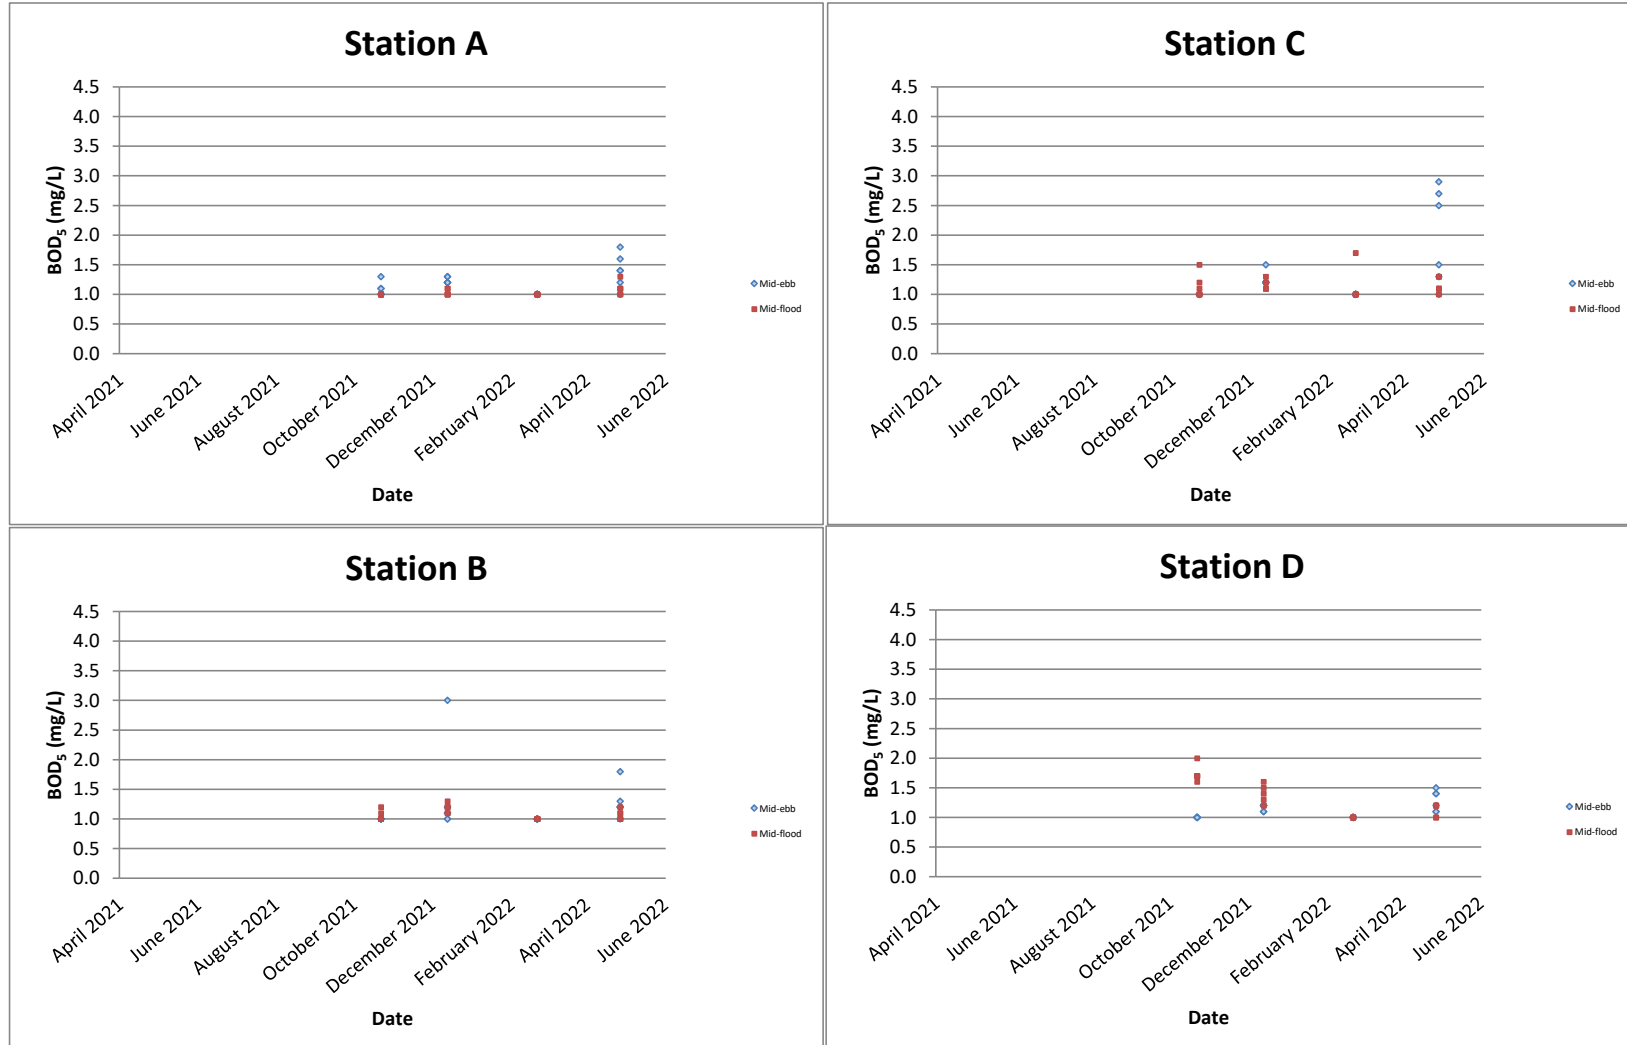 Station A
4.5
4.0
3.5
3.0
2.5
2.0
1.5
1.0
0.5
0.0
BOD5 (mg/L)
April 2021
June 2021
August 2021
October 2021
December 2021
February 2022
April 2022
June 2022
Date
Mid-ebb
Mid-flood
Station C
4.5
4.0
3.5
3.0
2.5
2.0
1.5
1.0
0.5
0.0
BOD5 (mg/L)
April 2021
June 2021
August 2021
October 2021
December 2021
February 2022
April 2022
June 2022
Date
Mid-ebb
Mid-flood
Station B
4.5
4.0
3.5
3.0
2.5
2.0
1.5
1.0
0.5
0.0
BOD5 (mg/L)
April 2021
June 2021
August 2021
October 2021
December 2021
February 2022
April 2022
June 2022
Date
Mid-ebb
Mid-flood
Station D
4.5
4.0
3.5
3.0
2.5
2.0
1.5
1.0
0.5
0.0
BOD5 (mg/L)
April 2021
June 2021
August 2021
October 2021
December 2021
February 2022
April 2022
June 2022
Date
Mid-ebb
Mid-flood